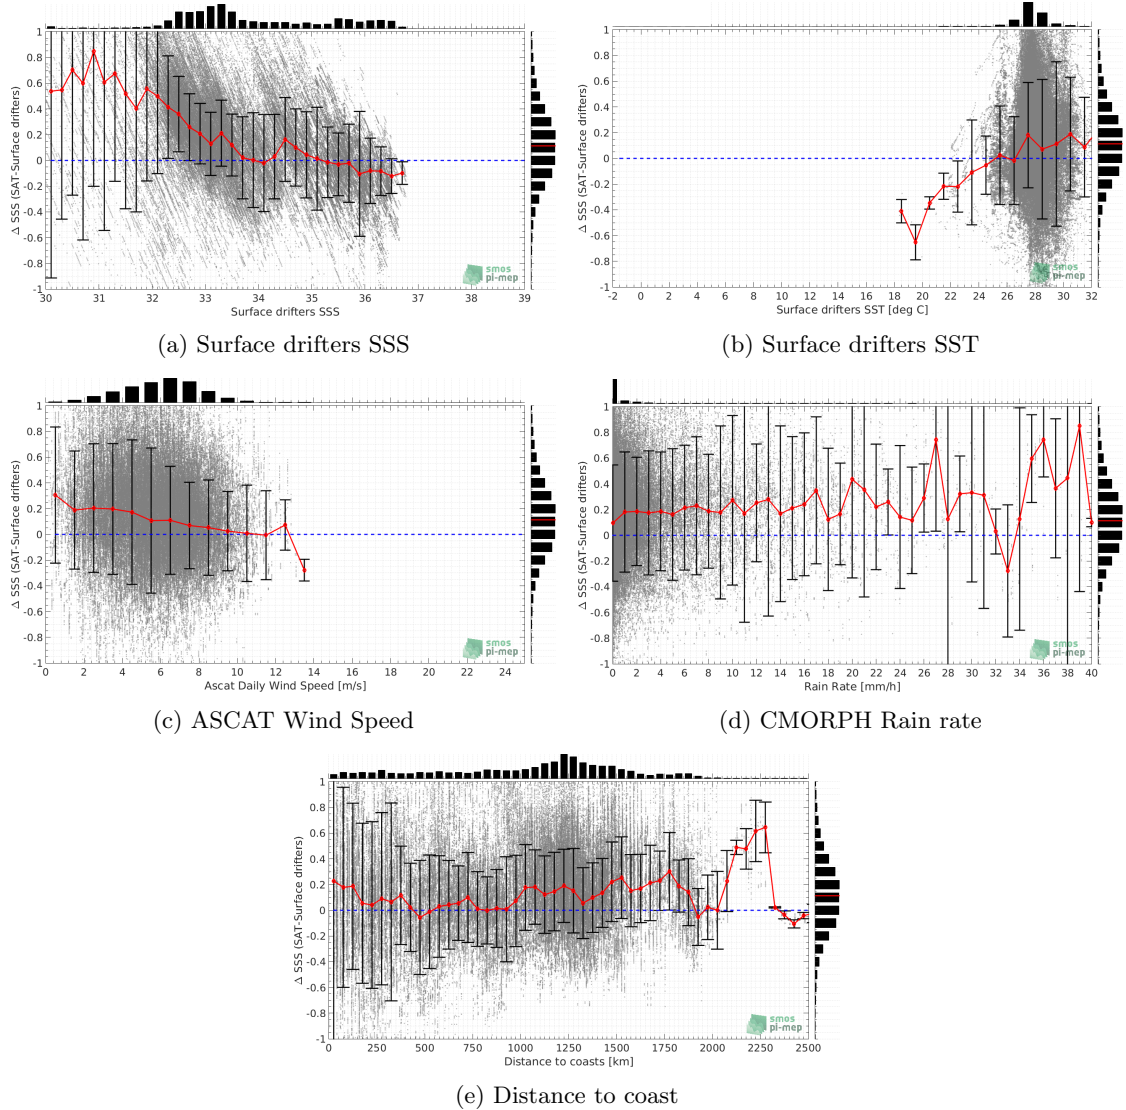 1
0.8
0.6
0.4
0.2
0
-0.2
-0.4
-0.6
-0.8
-1
Δ SSS (SAT-Surface drifters)
30 31 32 33 34 35 36 37 38 39
Surface drifters SSS
smos
pi-mep
(a) Surface drifters SSS
1
0.8
0.6
0.4
0.2
0
-0.2
-0.4
-0.6
-0.8
-1
Δ SSS (SAT-Surface drifters)
-2 0 2 4 6 8 10 12 14 16 18 20 22 24 26 28 30 32
Surface drifters SST [deg C]
smos
pi-mep
(b) Surface drifters SST
1
0.8
0.6
0.4
0.2
0
-0.2
-0.4
-0.6
-0.8
-1
Δ SSS (SAT-Surface drifters)
0 2 4 6 8 10 12 14 16 18 20 22 24
Ascat Daily Wind Speed [m/s]
smos
pi-mep
(c) ASCAT Wind Speed
1
0.8
0.6
0.4
0.2
0
-0.2
-0.4
-0.6
-0.8
-1
Δ SSS (SAT-Surface drifters)
0 2 4 6 8 10 12 14 16 18 20 22 24 26 28 30 32 34 36 38 40
Rain Rate [mm/h]
smos
pi-mep
(d) CMORPH Rain rate
1
0.8
0.6
0.4
0.2
0
-0.2
-0.4
-0.6
-0.8
-1
Δ SSS (SAT-Surface drifters)
0 250 500 750 1000 1250 1500 1750 2000 2250 2500
Distance to coasts [km]
smos
pi-mep
(e) Distance to coast